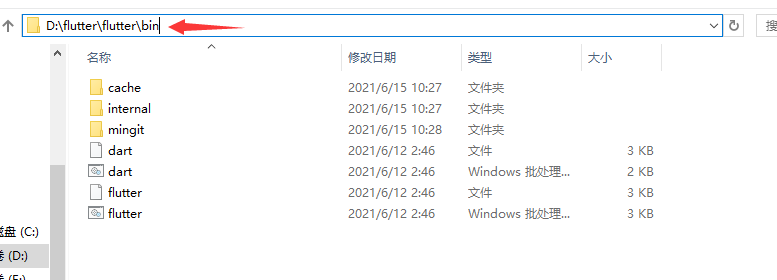 D:\flutter\flutter\bin
搜
名称 修改日期 类型 大小
cache 2021/6/15 10:27 文件夹
internal 2021/6/15 10:27 文件夹
mingit 2021/6/15 10:28 文件夹
dart 2021/6/12 2:46 文件 3 KB
dart 2021/6/12 2:46 Windows 批处理... 2 KB
flutter 2021/6/12 2:46 文件 3 KB
flutter 2021/6/12 2:46 Windows 批处理... 3 KB
磁盘 (C:)
(D:)
(E:)